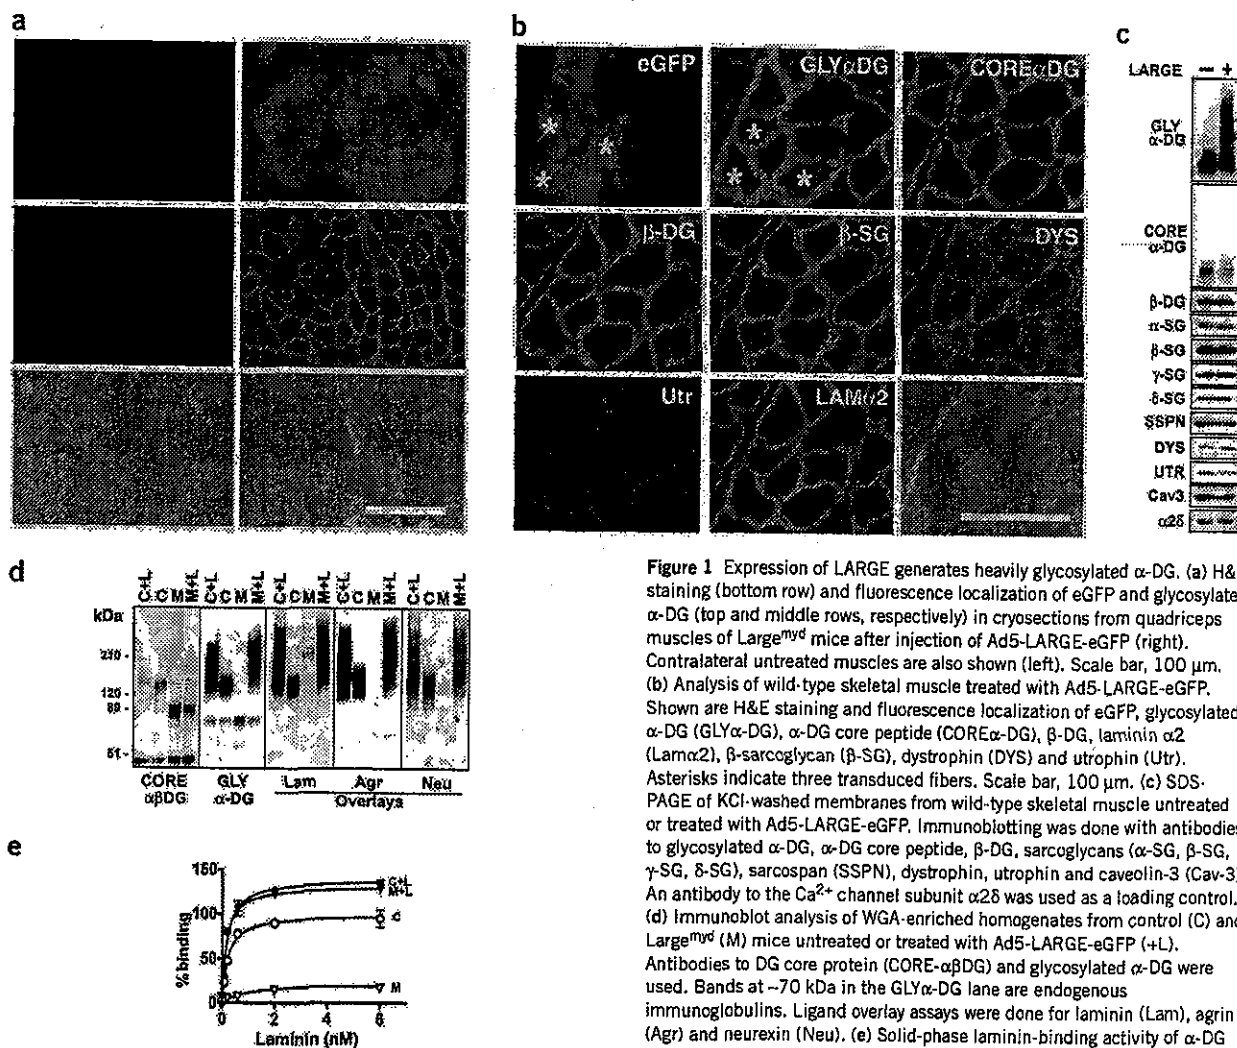 a
b
c
eGFP
GLYαDG
COREαDG
β-DG
β-SG
DYS
Utr
LAMα2
LARGE
− +
GLY
α-DG
CORE
α-DG
β-DG
α-SG
β-SG
γ-SG
δ-SG
SSPN
DYS
UTR
Cav3
α2δ
d
C+L C M M+L C+L C M M+L C+L C M M+L C+L C M M+L C+L C M M+L
kDa
120
CORE
αβDG
GLY
α-DG
Lam
Agr
Neu
Overlays
e
150
100
50
0
% binding
C+L
M+L
C
M
0
2
4
6
Laminin (nM)
Figure 1 Expression of LARGE generates heavily glycosylated α-DG. (a) H&
staining (bottom row) and fluorescence localization of eGFP and glycosylate
α-DG (top and middle rows, respectively) in cryosections from quadriceps
muscles of Largemyd mice after injection of Ad5-LARGE-eGFP (right).
Contralateral untreated muscles are also shown (left). Scale bar, 100 μm.
(b) Analysis of wild-type skeletal muscle treated with Ad5-LARGE-eGFP.
Shown are H&E staining and fluorescence localization of eGFP, glycosylated
α-DG (GLYα-DG), α-DG core peptide (COREα-DG), β-DG, laminin α2
(Lamα2), β-sarcoglycan (β-SG), dystrophin (DYS) and utrophin (Utr).
Asterisks indicate three transduced fibers. Scale bar, 100 μm. (c) SDS-
PAGE of KCl-washed membranes from wild-type skeletal muscle untreated
or treated with Ad5-LARGE-eGFP. Immunoblotting was done with antibodies
to glycosylated α-DG, α-DG core peptide, β-DG, sarcoglycans (α-SG, β-SG,
γ-SG, δ-SG), sarcospan (SSPN), dystrophin, utrophin and caveolin-3 (Cav-3)
An antibody to the Ca2+ channel subunit α2δ was used as a loading control.
(d) Immunoblot analysis of WGA-enriched homogenates from control (C) and
Largemyd (M) mice untreated or treated with Ad5-LARGE-eGFP (+L).
Antibodies to DG core protein (CORE-αβDG) and glycosylated α-DG were
used. Bands at ~70 kDa in the GLYα-DG lane are endogenous
immunoglobulins. Ligand overlay assays were done for laminin (Lam), agrin
(Agr) and neurexin (Neu). (e) Solid-phase laminin-binding activity of α-DG